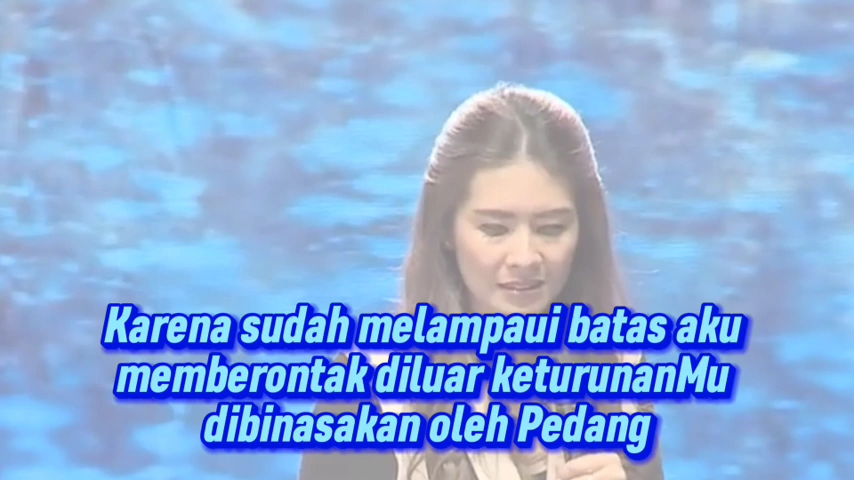 Karena sudah melampaui batas aku
memberontak diluar keturunanMu
dibinasakan oleh Pedang